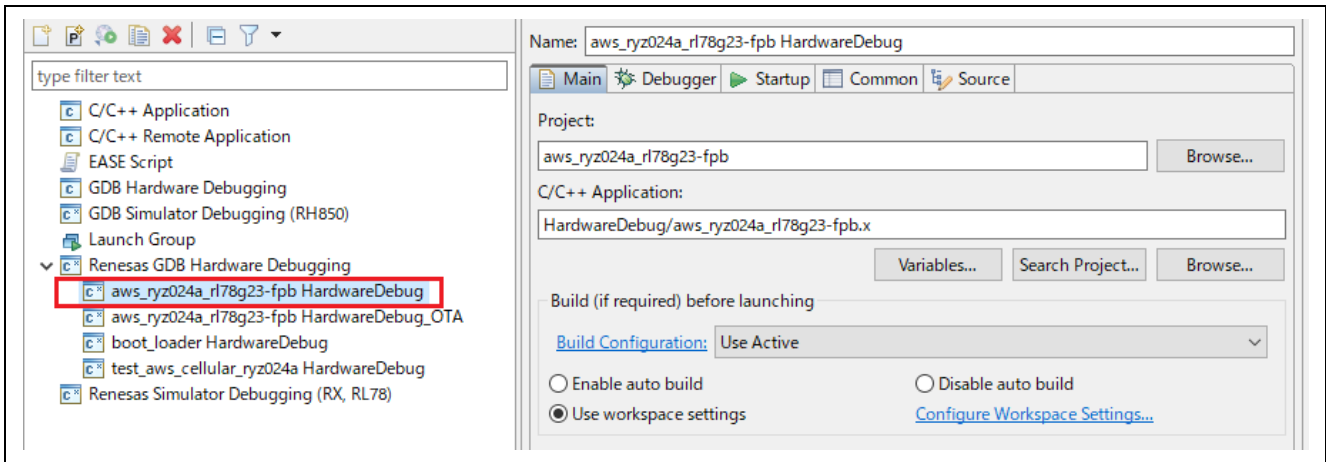 type filter text
C/C++ Application
C/C++ Remote Application
EASE Script
GDB Hardware Debugging
GDB Simulator Debugging (RH850)
Launch Group
Renesas GDB Hardware Debugging
aws_ryz024a_rl78g23-fpb HardwareDebug
aws_ryz024a_rl78g23-fpb HardwareDebug_OTA
boot_loader HardwareDebug
test_aws_cellular_ryz024a HardwareDebug
Renesas Simulator Debugging (RX, RL78)
Name: aws_ryz024a_rl78g23-fpb HardwareDebug
Main Debugger Startup Common Source
Project:
aws_ryz024a_rl78g23-fpb Browse...
C/C++ Application:
HardwareDebug/aws_ryz024a_rl78g23-fpb.x
Variables... Search Project... Browse...
Build (if required) before launching
Build Configuration: Use Active
Enable auto build Disable auto build
Use workspace settings Configure Workspace Settings...